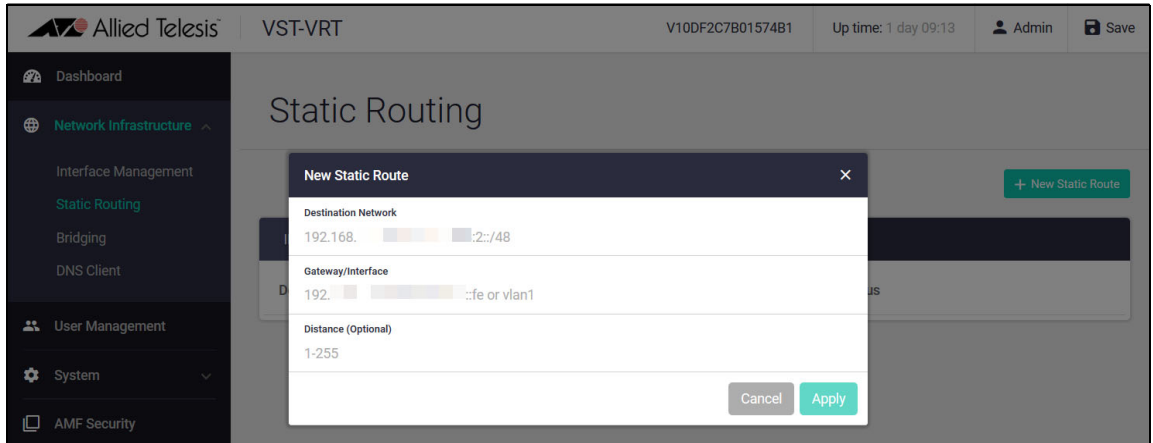 Allied Telesis
VST-VRT
V10DF2C7B01574B1
Up time: 1 day 09:13
Admin
Save
Dashboard
Network Infrastructure
Interface Management
Static Routing
Bridging
DNS Client
User Management
System
AMF Security
Static Routing
+ New Static Route
New Static Route
Destination Network
192.168. :2::/48
Gateway/Interface
192. ::fe or vlan1
Distance (Optional)
1-255
Cancel
Apply